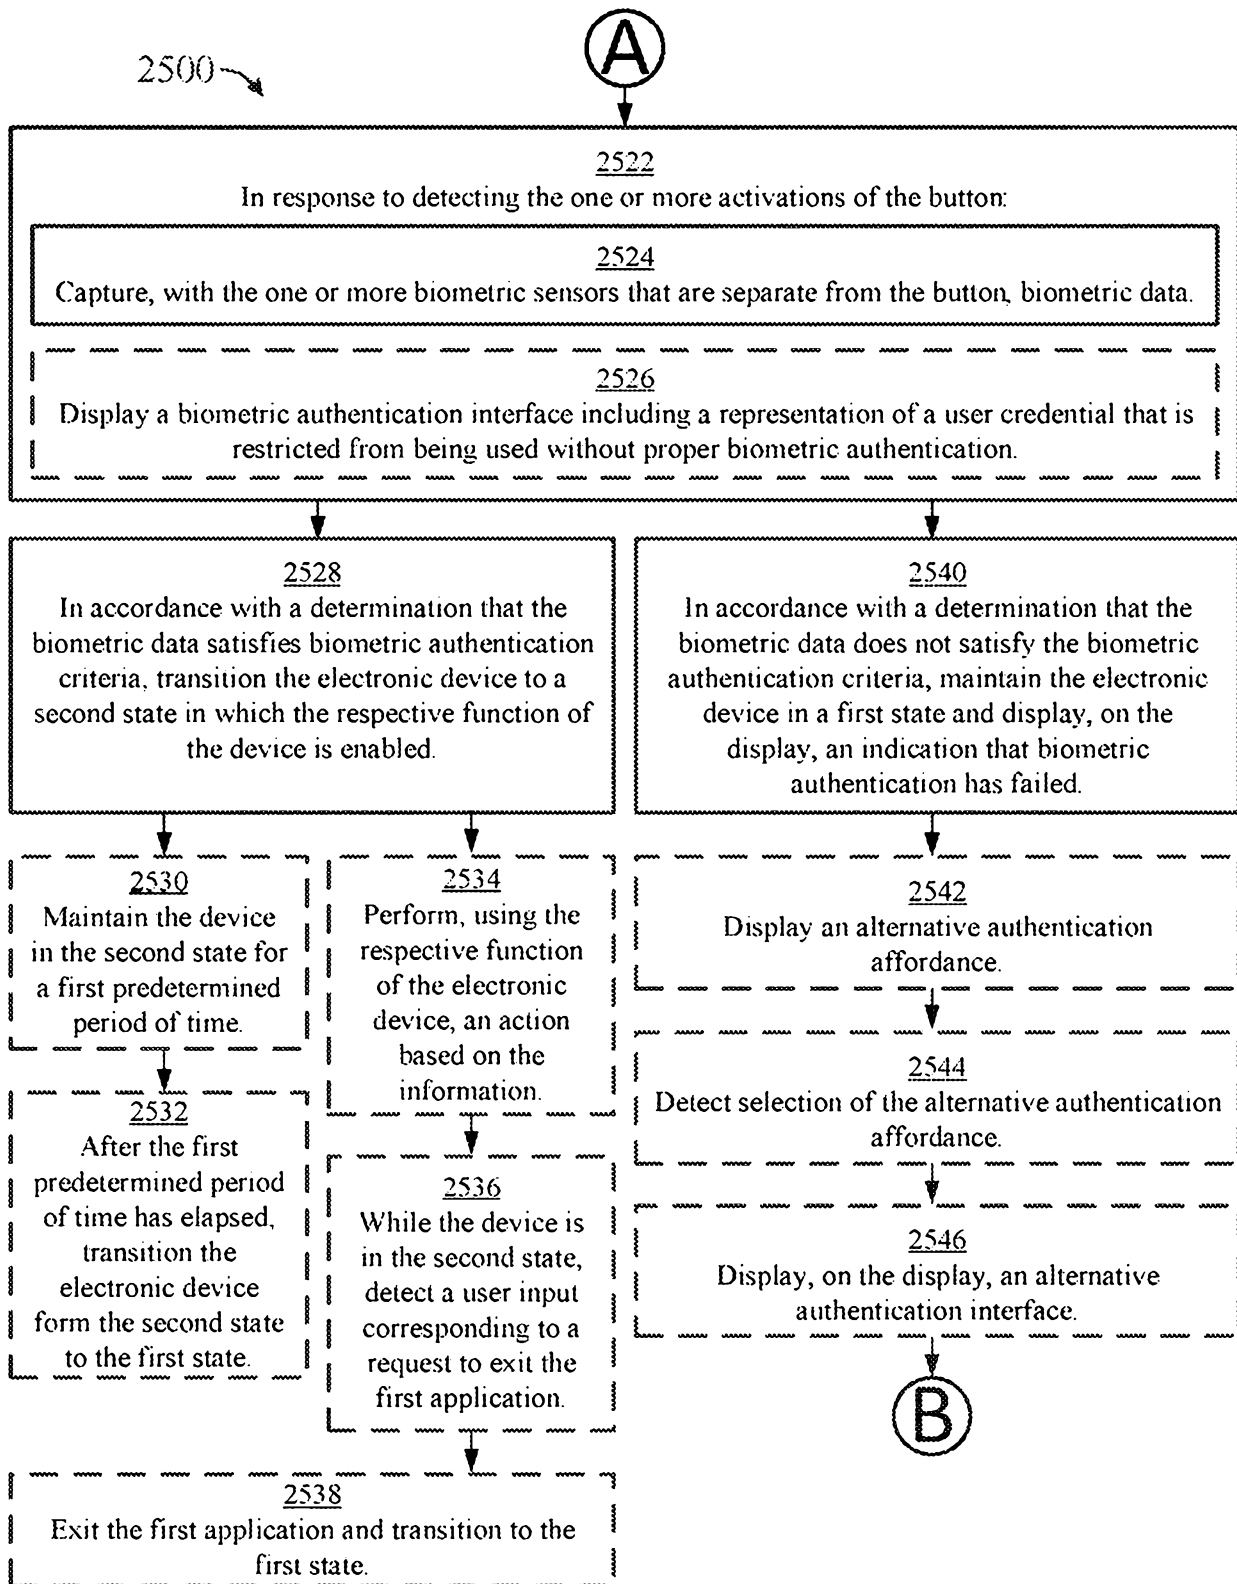 A
2500
2522
In response to detecting the one or more activations of the button:
2524
Capture, with the one or more biometric sensors that are separate from the button, biometric data.
2526
Display a biometric authentication interface including a representation of a user credential that is
restricted from being used without proper biometric authentication.
2528
In accordance with a determination that the
biometric data satisfies biometric authentication
criteria, transition the electronic device to a
second state in which the respective function of
the device is enabled.
2530
Maintain the device
in the second state for
a first predetermined
period of time.
2532
After the first
predetermined period
of time has elapsed,
transition the
electronic device
form the second state
to the first state.
2534
Perform, using the
respective function
of the electronic
device, an action
based on the
information.
2536
While the device is
in the second state,
detect a user input
corresponding to a
request to exit the
first application.
2538
Exit the first application and transition to the
first state.
2540
In accordance with a determination that the
biometric data does not satisfy the biometric
authentication criteria, maintain the electronic
device in a first state and display, on the
display, an indication that biometric
authentication has failed.
2542
Display an alternative authentication
affordance.
2544
Detect selection of the alternative authentication
affordance.
2546
Display, on the display, an alternative
authentication interface.
B